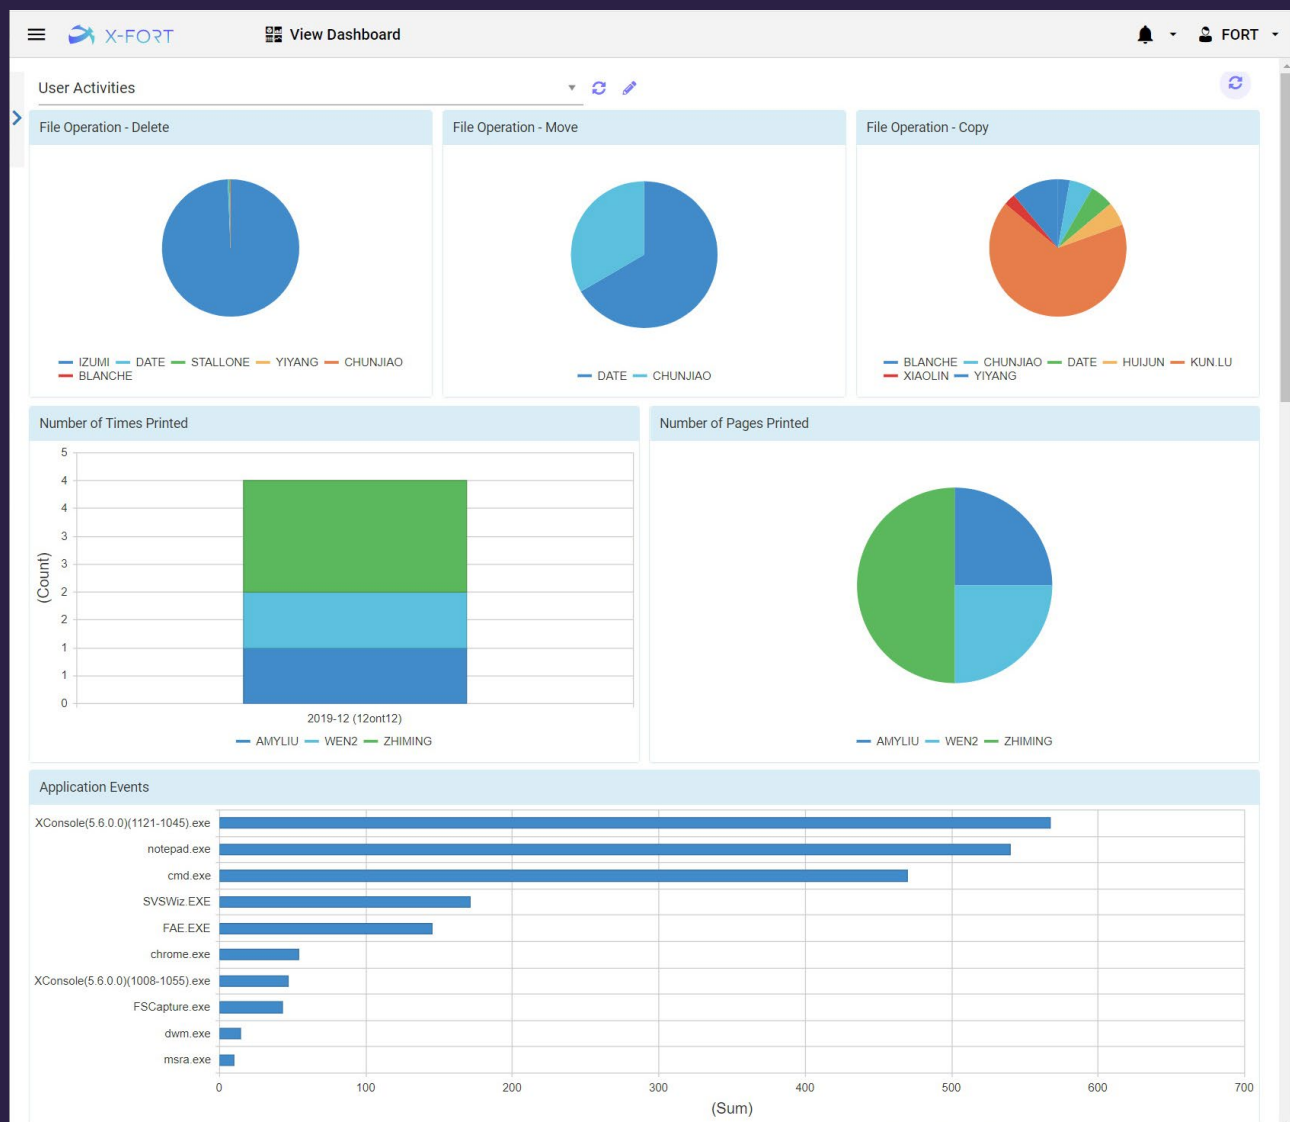 X-FORT
View Dashboard
FORT
User Activities
File Operation - Delete
IZUMI DATE STALLONE YIYANG CHUNJIAO
BLANCHE
File Operation - Move
DATE CHUNJIAO
File Operation - Copy
BLANCHE CHUNJIAO DATE HUIJUN KUN.LU
XIAOLIN YIYANG
Number of Times Printed
5
4
4
3
3
2
2
1
1
0
(Count)
2019-12 (12ont12)
AMYLIU WEN2 ZHIMING
Number of Pages Printed
AMYLIU WEN2 ZHIMING
Application Events
XConsole(5.6.0.0)(1121-1045).exe
notepad.exe
cmd.exe
SVSWiz.EXE
FAE.EXE
chrome.exe
XConsole(5.6.0.0)(1008-1055).exe
FSCapture.exe
dwm.exe
msra.exe
0 100 200 300 400 500 600 700
(Sum)